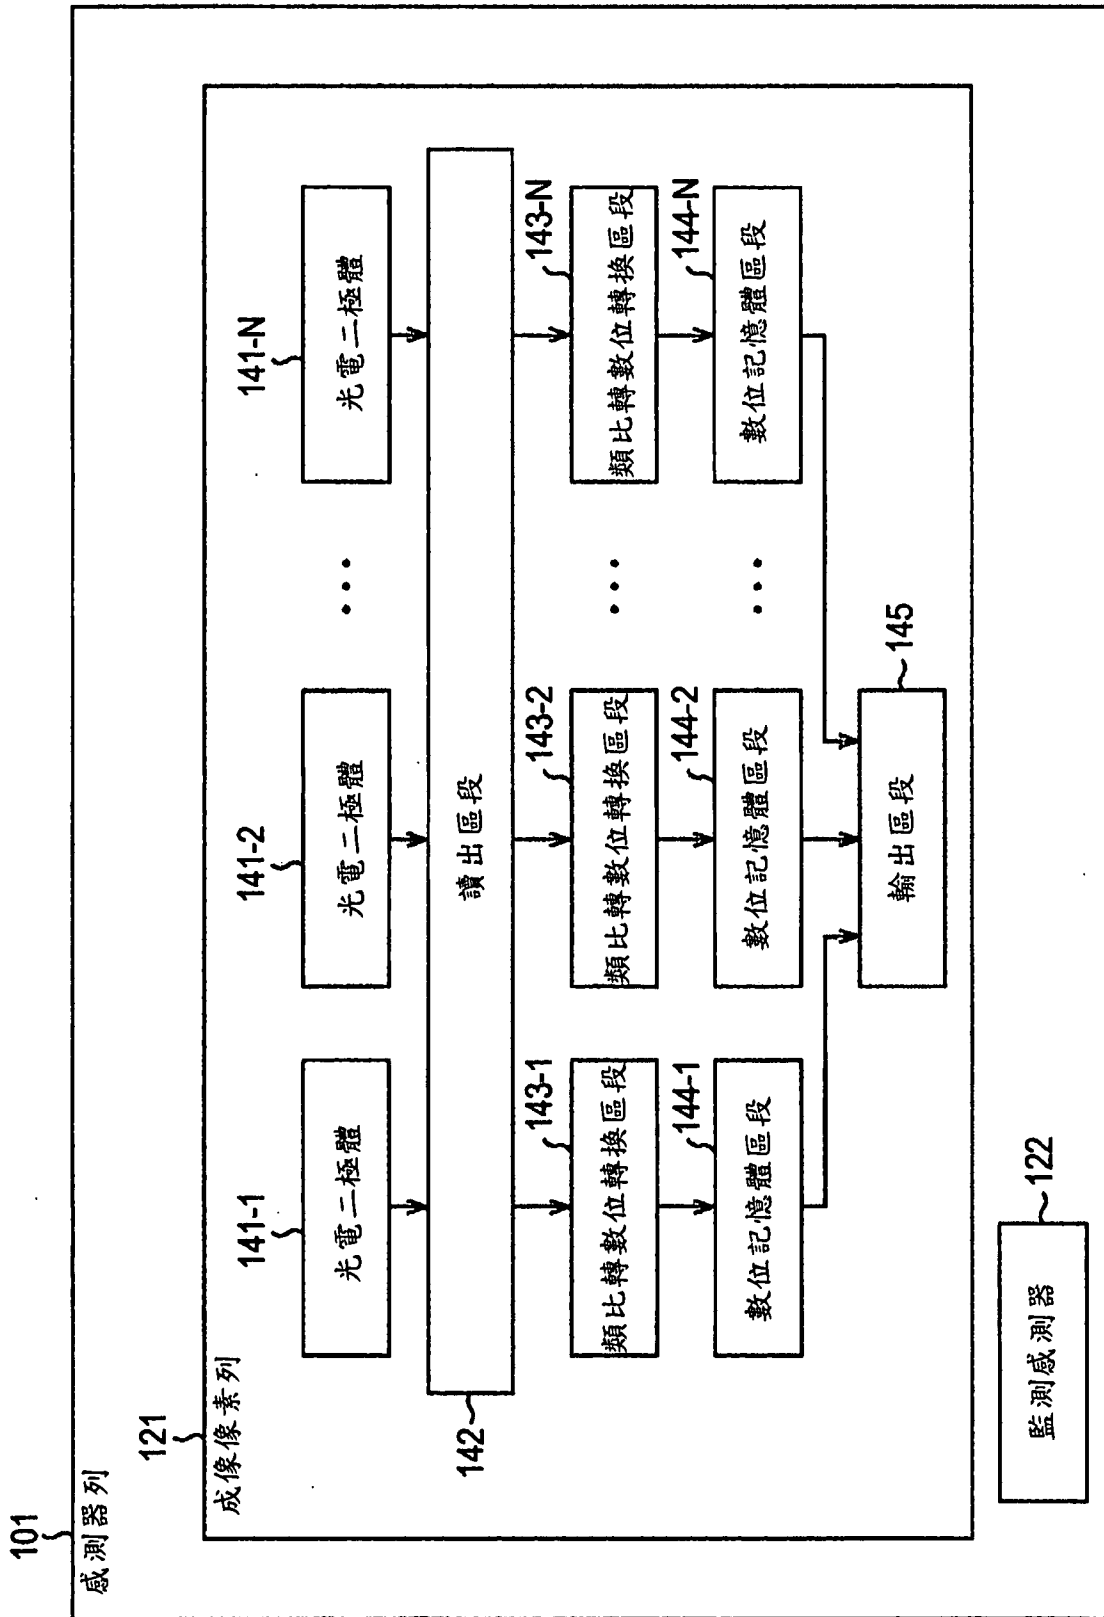 101
感測器列
121
成像像素列
141-1
141-2
141-N
光電二極體
光電二極體
...
光電二極體
142
讀出區段
143-1
143-2
143-N
類比轉數位轉換區段
類比轉數位轉換區段
...
類比轉數位轉換區段
144-1
144-2
144-N
數位記憶體區段
數位記憶體區段
...
數位記憶體區段
145
輸出區段
122
監測感測器